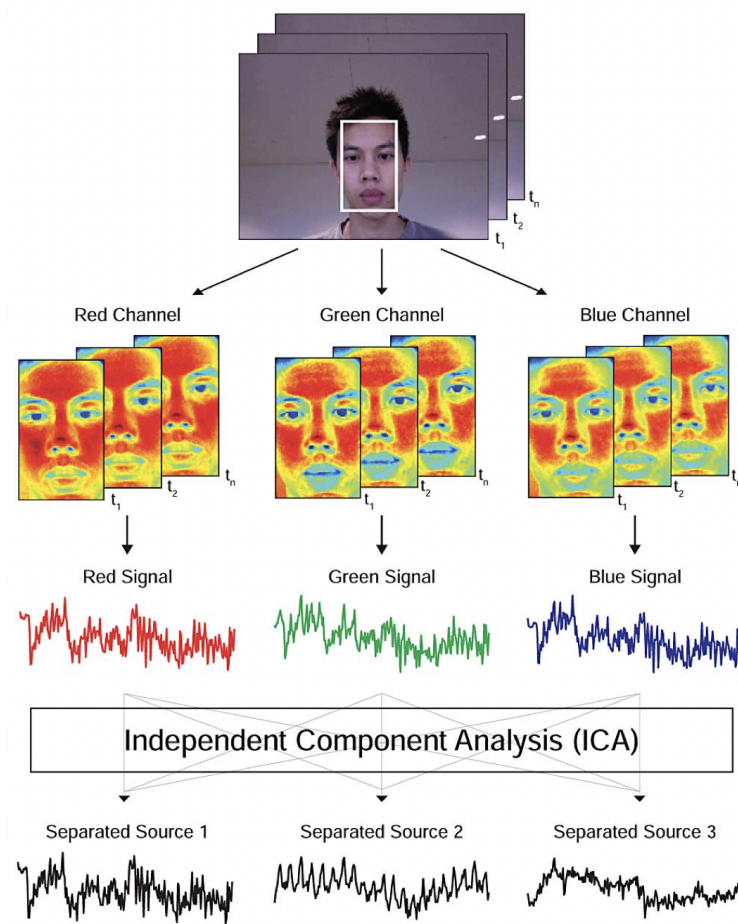 t1
t2
tn
Red Channel
Green Channel
Blue Channel
t1
t2
tn
t1
t2
tn
t1
t2
Red Signal
Green Signal
Blue Signal
Independent Component Analysis (ICA)
Separated Source 1
Separated Source 2
Separated Source 3